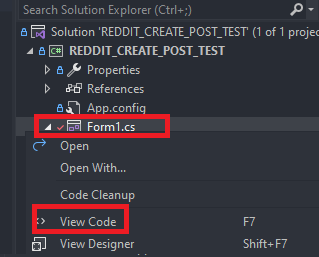 Search Solution Explorer (Ctrl+;)
Solution 'REDDIT_CREATE_POST_TEST' (1 of 1 projec
REDDIT_CREATE_POST_TEST
Properties
References
App.config
Form1.cs
Open
Open With...
Code Cleanup
View Code F7
View Designer Shift+F7